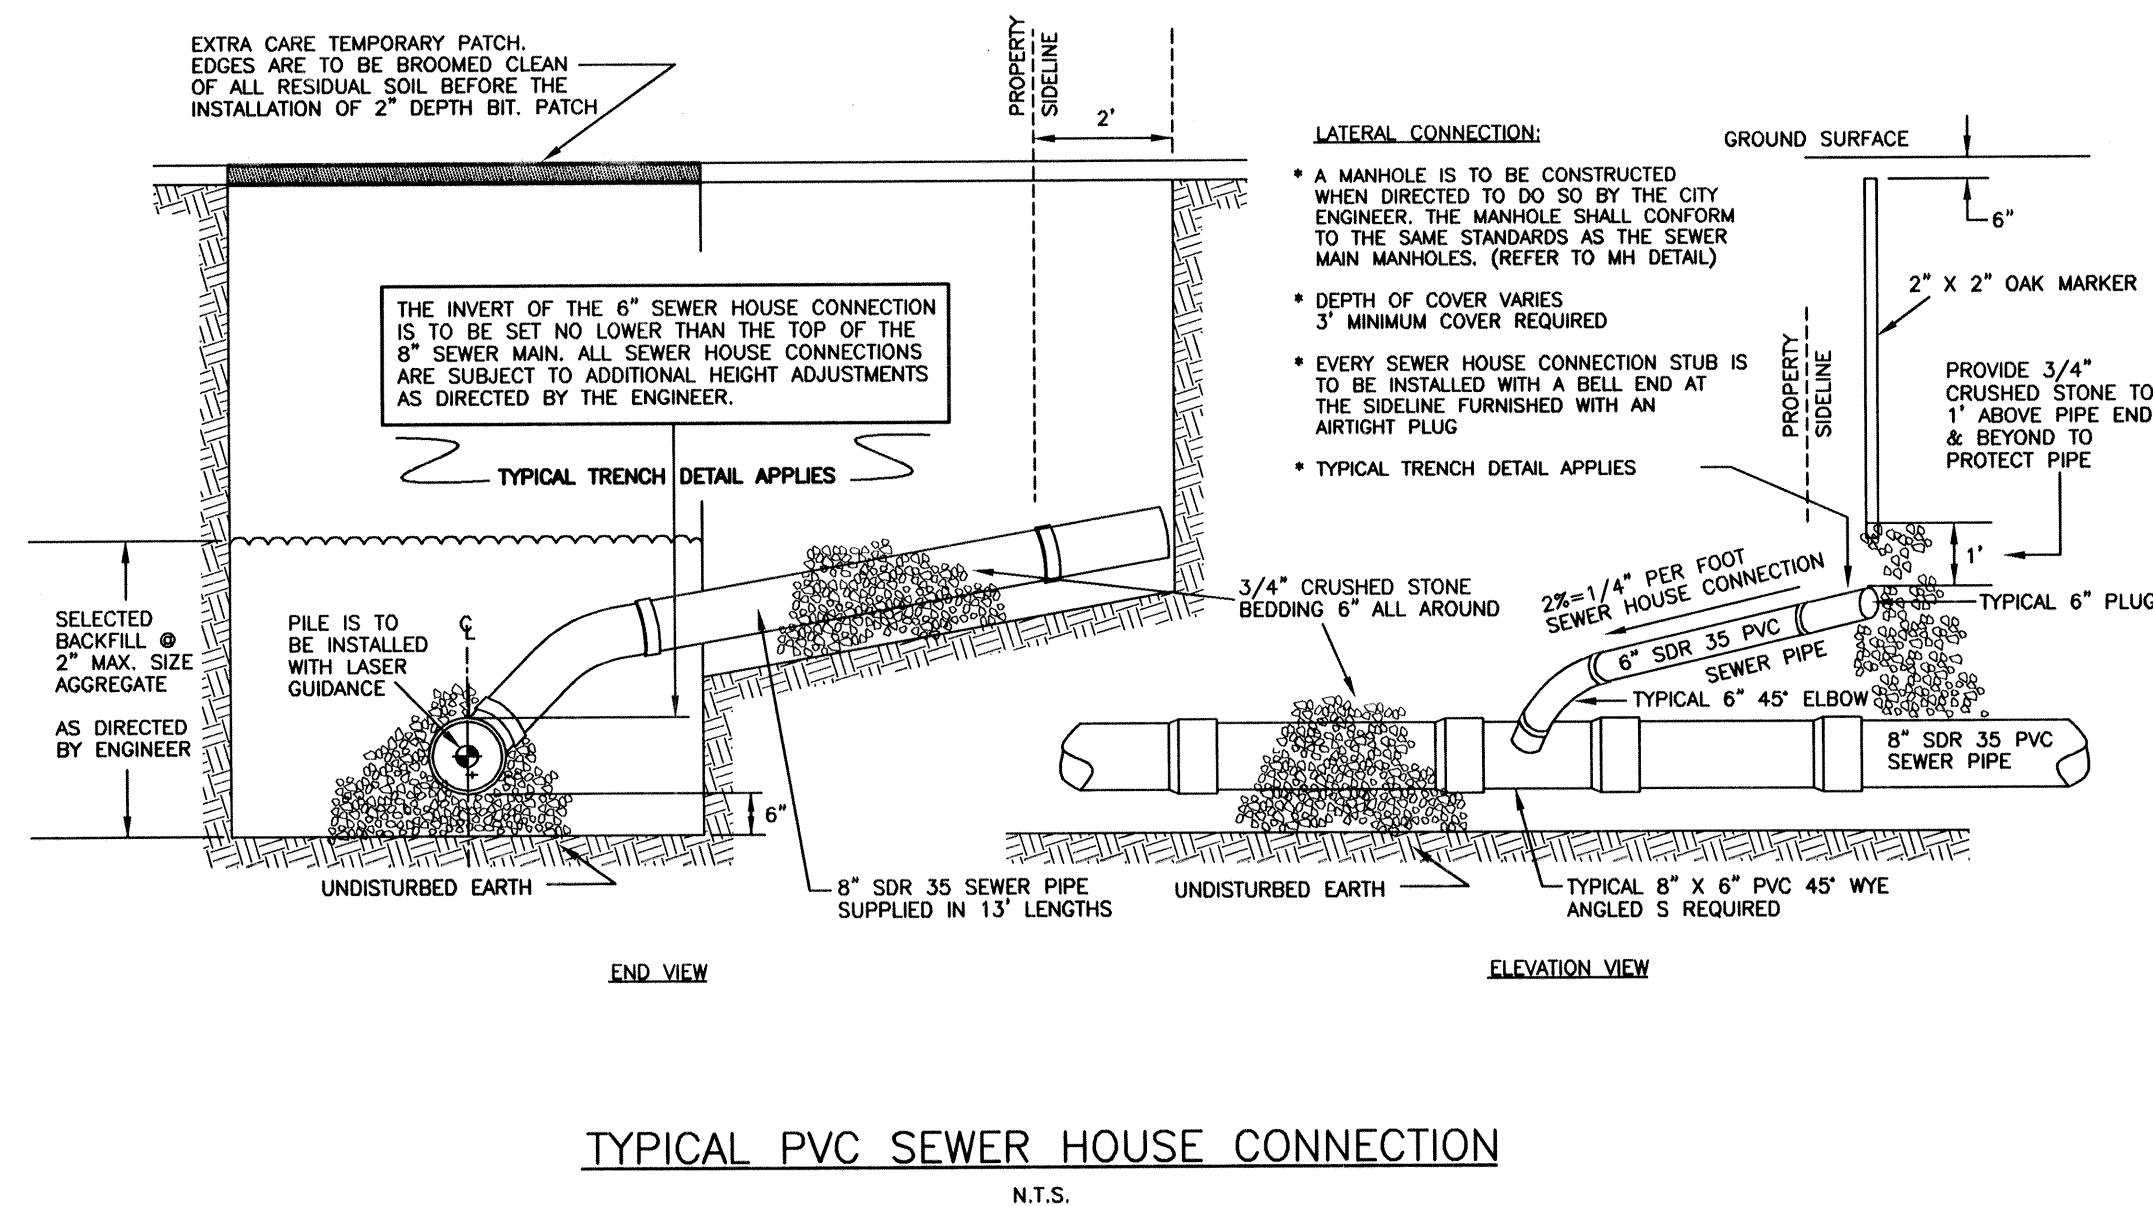 EXTRA CARE TEMPORARY PATCH.
EDGES ARE TO BE BROOMED CLEAN
OF ALL RESIDUAL SOIL BEFORE THE
INSTALLATION OF 2" DEPTH BIT. PATCH
PROPERTY
SIDELINE
2'
THE INVERT OF THE 6" SEWER HOUSE CONNECTION
IS TO BE SET NO LOWER THAN THE TOP OF THE
8" SEWER MAIN. ALL SEWER HOUSE CONNECTIONS
ARE SUBJECT TO ADDITIONAL HEIGHT ADJUSTMENTS
AS DIRECTED BY THE ENGINEER.
TYPICAL TRENCH DETAIL APPLIES
SELECTED
BACKFILL @
2" MAX. SIZE
AGGREGATE
AS DIRECTED
BY ENGINEER
PILE IS TO
BE INSTALLED
WITH LASER
GUIDANCE
℄
6"
UNDISTURBED EARTH
8" SDR 35 SEWER PIPE
SUPPLIED IN 13' LENGTHS
END VIEW
LATERAL CONNECTION:
* A MANHOLE IS TO BE CONSTRUCTED
WHEN DIRECTED TO DO SO BY THE CITY
ENGINEER. THE MANHOLE SHALL CONFORM
TO THE SAME STANDARDS AS THE SEWER
MAIN MANHOLES. (REFER TO MH DETAIL)
* DEPTH OF COVER VARIES
3' MINIMUM COVER REQUIRED
* EVERY SEWER HOUSE CONNECTION STUB IS
TO BE INSTALLED WITH A BELL END AT
THE SIDELINE FURNISHED WITH AN
AIRTIGHT PLUG
* TYPICAL TRENCH DETAIL APPLIES
GROUND SURFACE
6"
2" X 2" OAK MARKER
PROPERTY
SIDELINE
PROVIDE 3/4"
CRUSHED STONE TO
1' ABOVE PIPE END
& BEYOND TO
PROTECT PIPE
1'
3/4" CRUSHED STONE
BEDDING 6" ALL AROUND
2%=1/4" PER FOOT
SEWER HOUSE CONNECTION
6" SDR 35 PVC
SEWER PIPE
TYPICAL 6" PLUG
TYPICAL 6" 45° ELBOW
8" SDR 35 PVC
SEWER PIPE
UNDISTURBED EARTH
TYPICAL 8" X 6" PVC 45° WYE
ANGLED S REQUIRED
ELEVATION VIEW
TYPICAL PVC SEWER HOUSE CONNECTION
N.T.S.